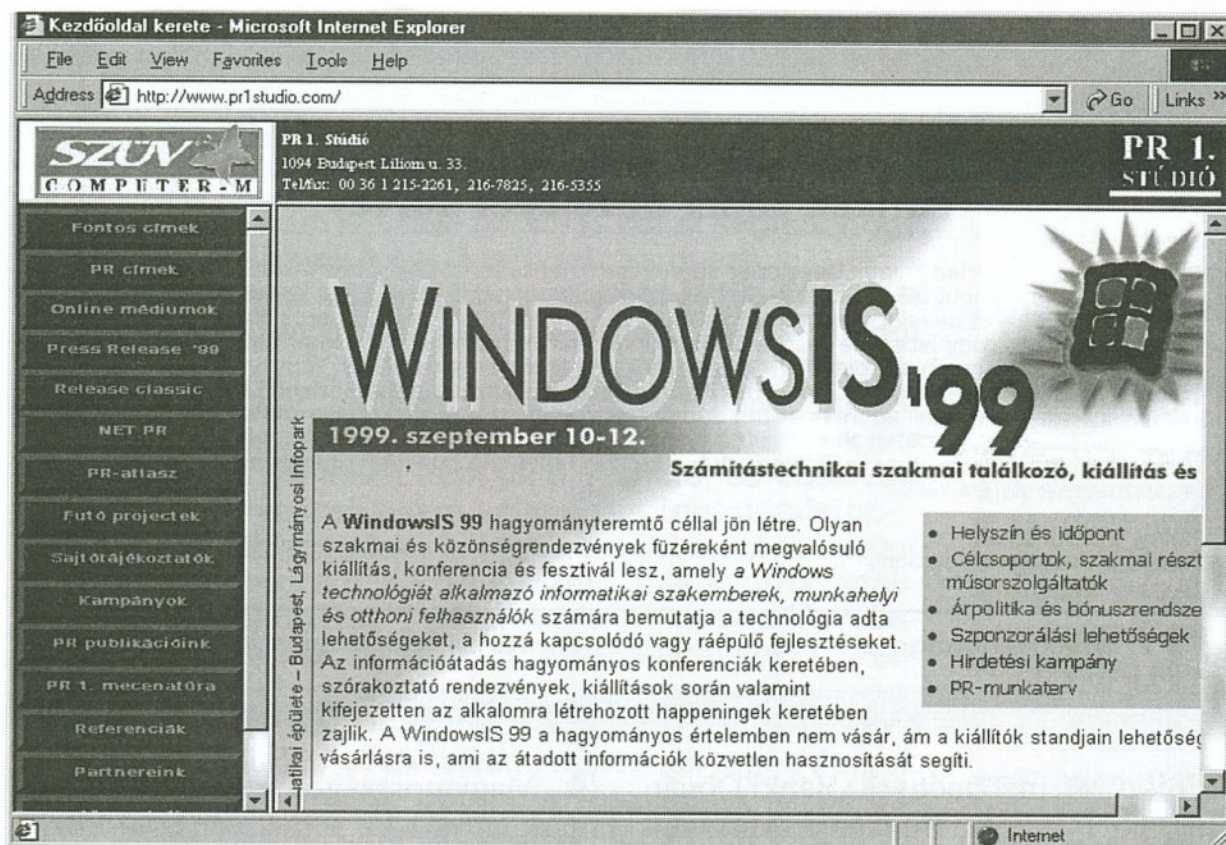 Kezdőoldal kerete - Microsoft Internet Explorer
File Edit View Favorites Tools Help
Address http://www.pr1studio.com/ Go Links »
SZÜV
COMPUTER-M
PR 1. Stúdió
1094 Budapest Liliom u. 33.
Tel/fax: 00 36 1 215-2261, 216-7825, 216-5355
PR 1.
STÚDIÓ
Fontos címek
PR címek
Online médiumok
Press Release '99
Release classic
NET PR
PR-atlasz
Futó projectek
Sajtótájékoztatók
Kampányok
PR publikációink
PR 1. mecenatúra
Referenciák
Partnereink
WINDOWSIS '99
1999. szeptember 10-12.
Számítástechnikai szakmai találkozó, kiállítás és
atikai épülete – Budapest, Lágymányosi Infopark
A WindowsIS 99 hagyományteremtő céllal jön létre. Olyan
szakmai és közönségrendezvények füzéreként megvalósuló
kiállítás, konferencia és fesztivál lesz, amely a Windows
technológiát alkalmazó informatikai szakemberek, munkahelyi
és otthoni felhasználók számára bemutatja a technológia adta
lehetőségeket, a hozzá kapcsolódó vagy ráépülő fejlesztéseket.
Az információátadás hagyományos konferenciák keretében,
szórakoztató rendezvények, kiállítások során valamint
kifejezetten az alkalomra létrehozott happeningek keretében
zajlik. A WindowsIS 99 a hagyományos értelemben nem vásár, ám a kiállítók standjain lehetőség
vásárlásra is, ami az átadott információk közvetlen hasznosítását segíti.
• Helyszín és időpont
• Célcsoportok, szakmai részt
műsorszolgáltatók
• Árpolitika és bónuszrendsze
• Szponzorálási lehetőségek
• Hirdetési kampány
• PR-munkaterv
Internet